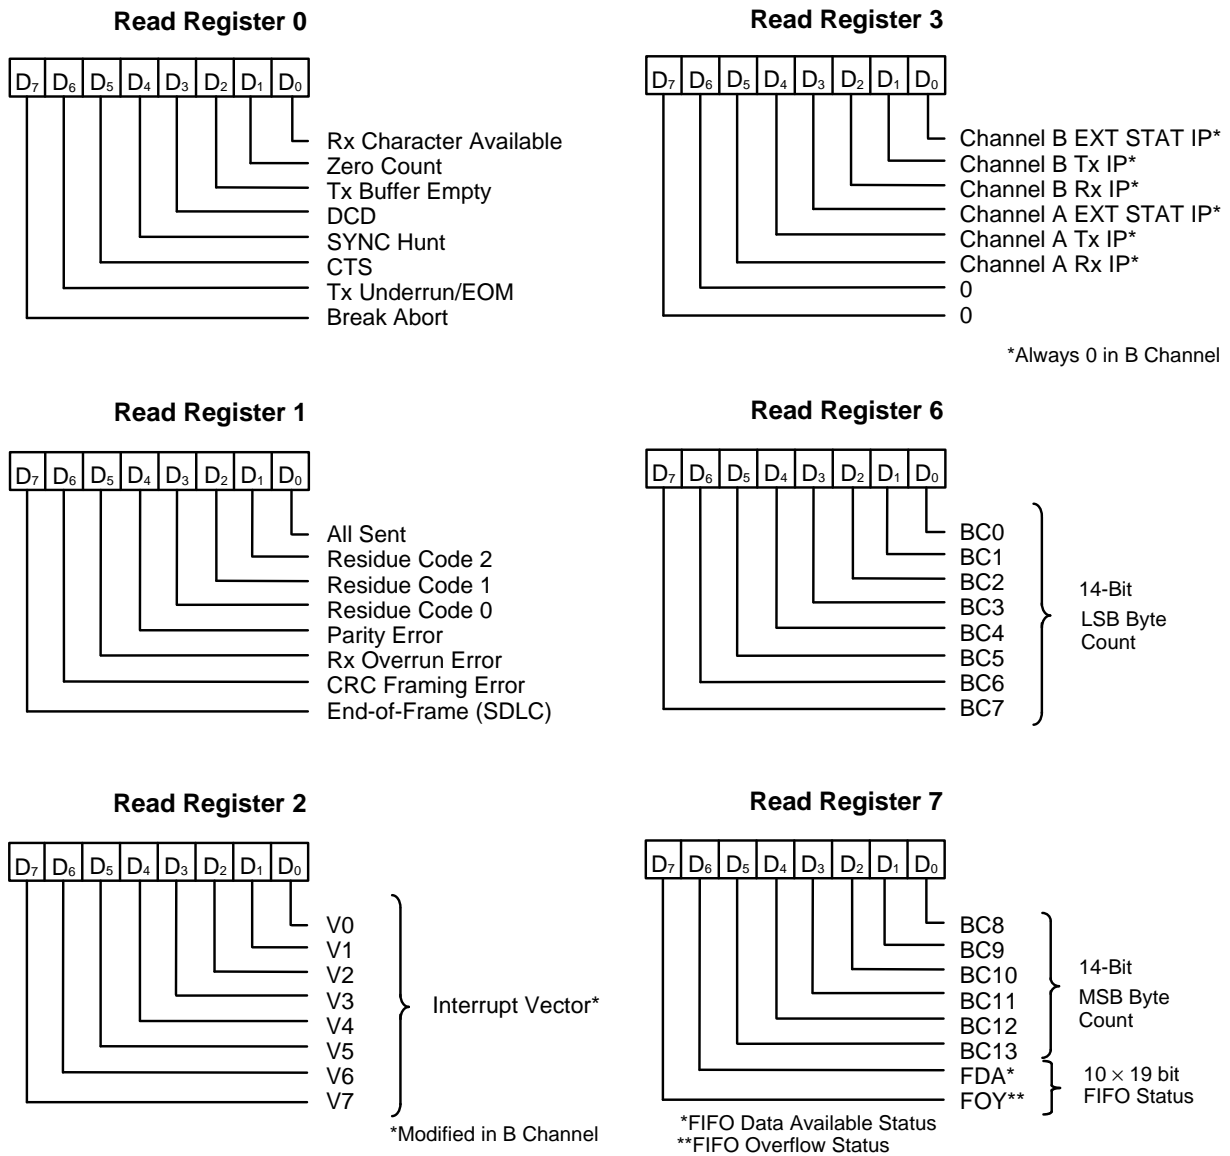 Read Register 0
D7 D6 D5 D4 D3 D2 D1 D0
Rx Character Available
Zero Count
Tx Buffer Empty
DCD
SYNC Hunt
CTS
Tx Underrun/EOM
Break Abort
Read Register 3
D7 D6 D5 D4 D3 D2 D1 D0
Channel B EXT STAT IP*
Channel B Tx IP*
Channel B Rx IP*
Channel A EXT STAT IP*
Channel A Tx IP*
Channel A Rx IP*
0
0
*Always 0 in B Channel
Read Register 1
D7 D6 D5 D4 D3 D2 D1 D0
All Sent
Residue Code 2
Residue Code 1
Residue Code 0
Parity Error
Rx Overrun Error
CRC Framing Error
End-of-Frame (SDLC)
Read Register 6
D7 D6 D5 D4 D3 D2 D1 D0
BC0
BC1
BC2
BC3
BC4
BC5
BC6
BC7
14-Bit
LSB Byte
Count
Read Register 2
D7 D6 D5 D4 D3 D2 D1 D0
V0
V1
V2
V3
V4
V5
V6
V7
Interrupt Vector*
*Modified in B Channel
Read Register 7
D7 D6 D5 D4 D3 D2 D1 D0
BC8
BC9
BC10
BC11
BC12
BC13
FDA*
FOY**
14-Bit
MSB Byte
Count
10 × 19 bit
FIFO Status
*FIFO Data Available Status
**FIFO Overflow Status